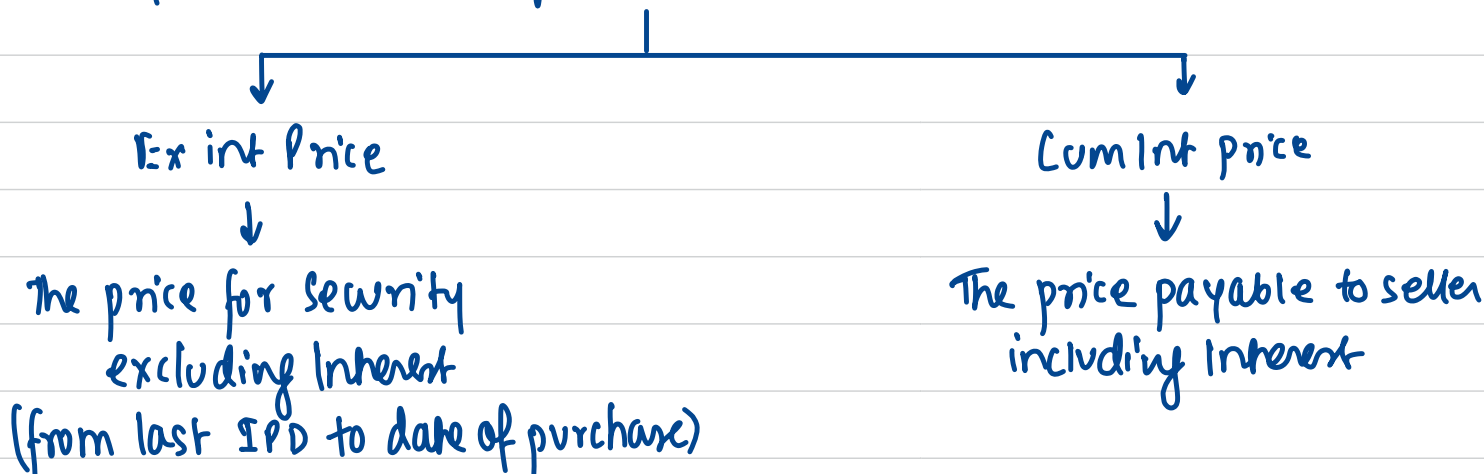 Ex int Price
Cum Int price
The price for security
excluding Interest
(from last IPD to date of purchase)
The price payable to seller
including Interest